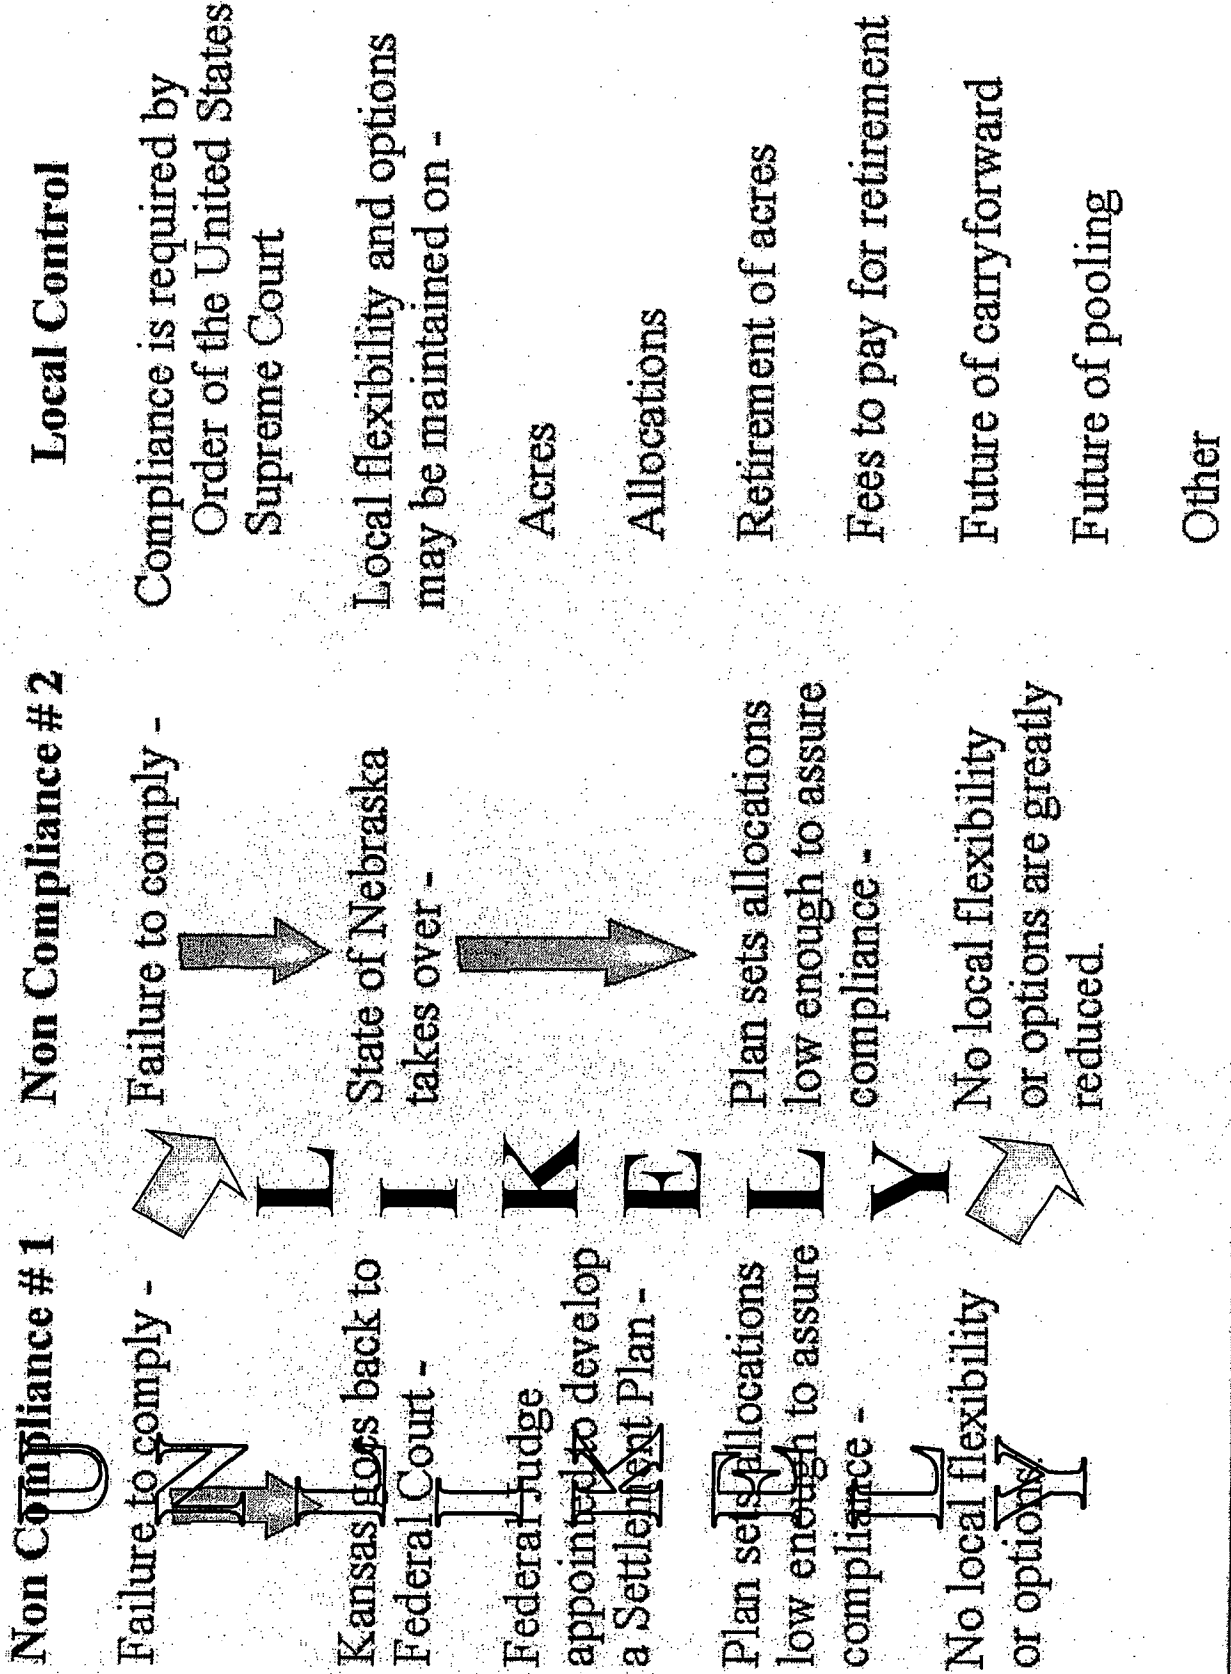 Non Compliance # 1
Failure to comply -
Kansas goes back to
Federal Court -
Federal Judge
appointed to develop
a Settlement Plan -
Plan sets allocations
low enough to assure
compliance -
No local flexibility
or options.
UNLIKELY
LIKELY
Non Compliance # 2
Failure to comply -
State of Nebraska
takes over -
Plan sets allocations
low enough to assure
compliance -
No local flexibility
or options are greatly
reduced.
Local Control
Compliance is required by
Order of the United States
Supreme Court
Local flexibility and options
may be maintained on -
Acres
Allocations
Retirement of acres
Fees to pay for retirement
Future of carryforward
Future of pooling
Other